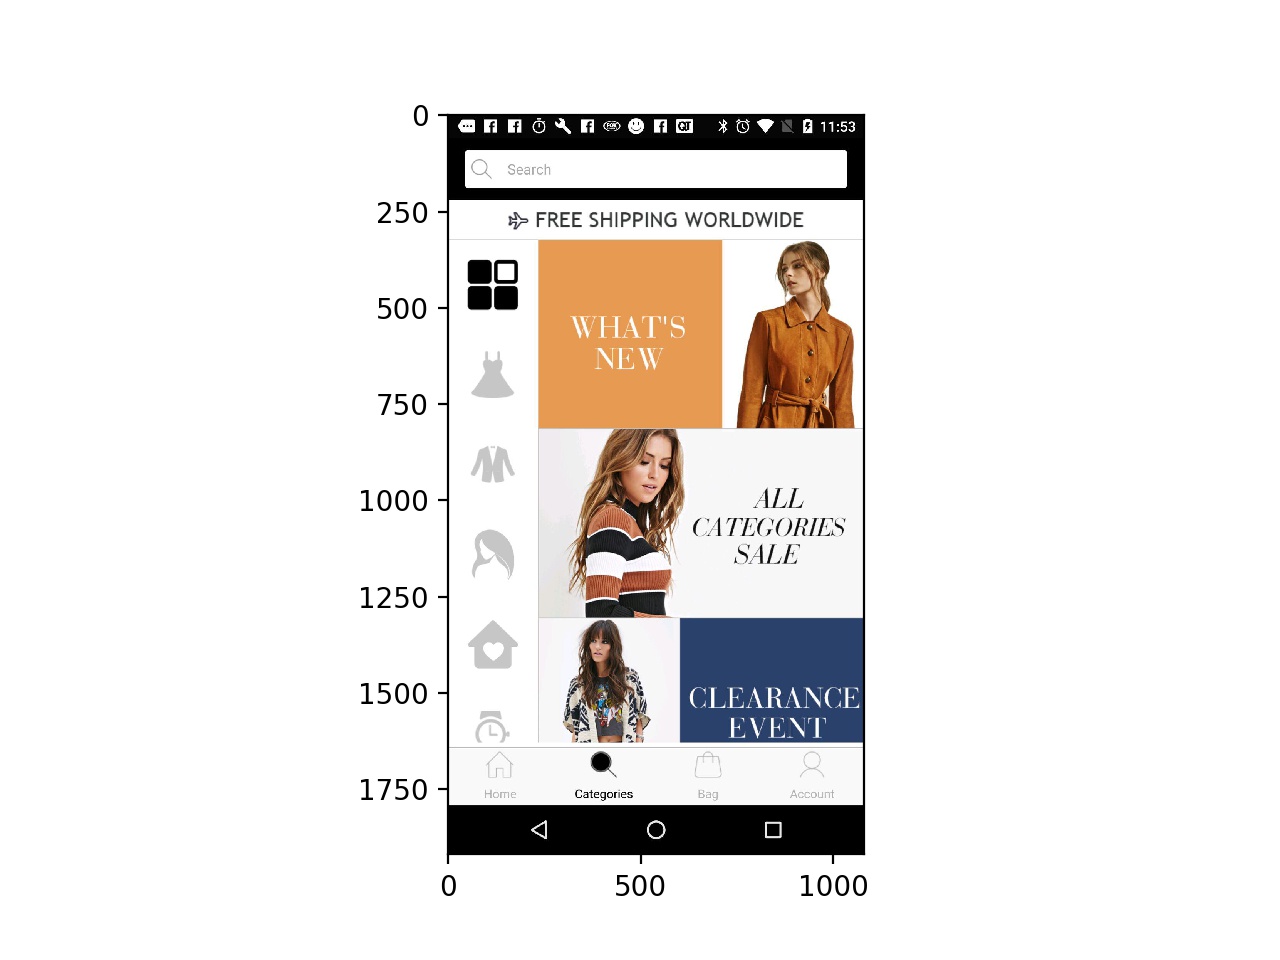 0
250
500
750
1000
1250
1500
1750
11:53
Search
FREE SHIPPING WORLDWIDE
WHAT'S
NEW
ALL
CATEGORIES
SALE
CLEARANCE
EVENT
Home
Categories
Bag
Account
0
500
1000